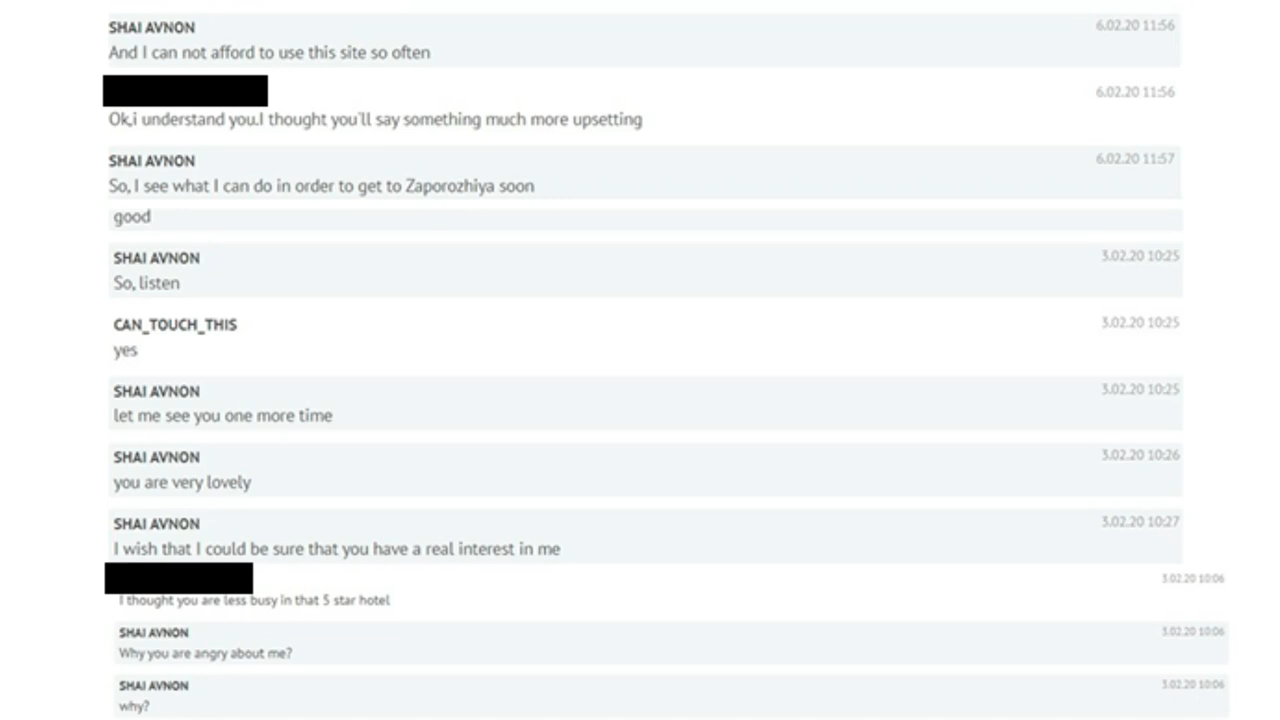 SHAI AVNON 6.02.20 11:56
And I can not afford to use this site so often
6.02.20 11:56
Ok,i understand you.I thought you'll say something much more upsetting
SHAI AVNON 6.02.20 11:57
So, I see what I can do in order to get to Zaporozhiya soon
good
SHAI AVNON 3.02.20 10:25
So, listen
CAN_TOUCH_THIS 3.02.20 10:25
yes
SHAI AVNON 3.02.20 10:25
let me see you one more time
SHAI AVNON 3.02.20 10:26
you are very lovely
SHAI AVNON 3.02.20 10:27
I wish that I could be sure that you have a real interest in me
3.02.20 10:06
I thought you are less busy in that 5 star hotel
SHAI AVNON 3.02.20 10:06
Why you are angry about me?
SHAI AVNON 3.02.20 10:06
why?